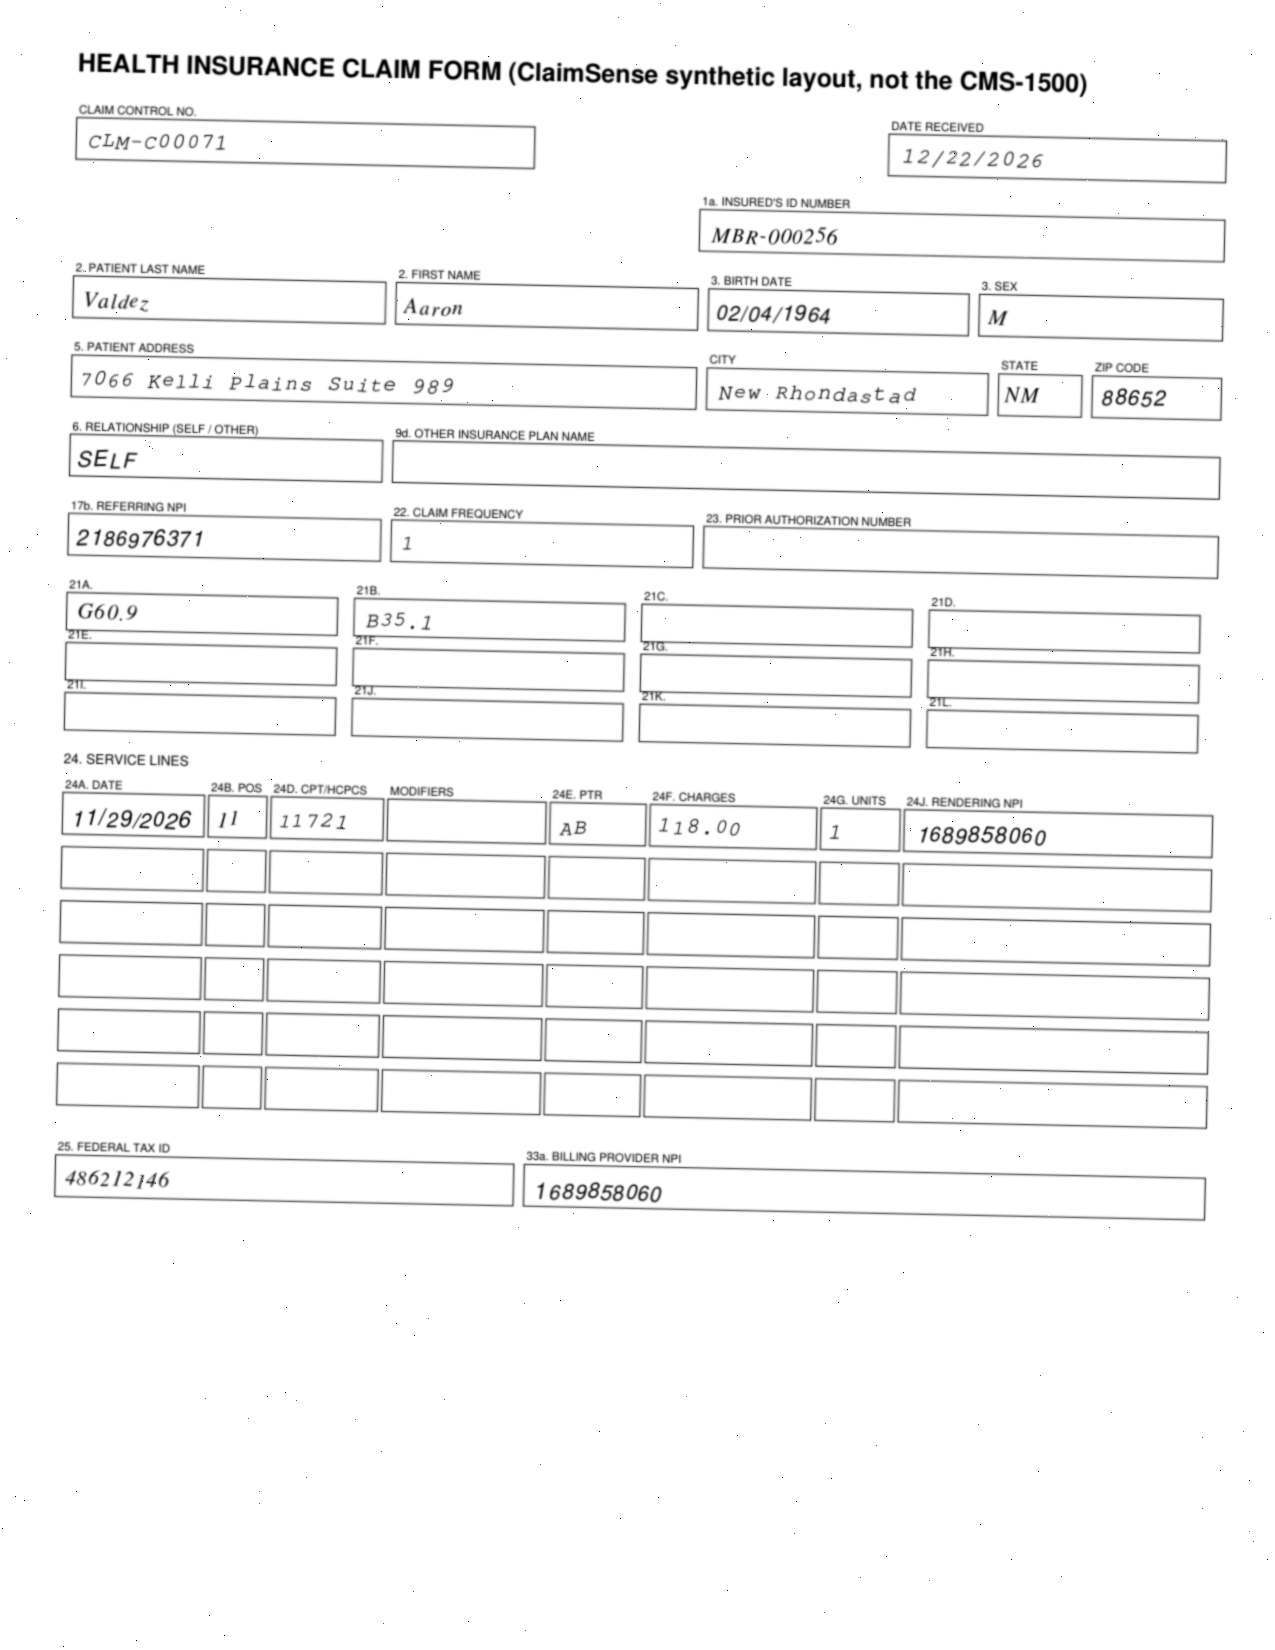 HEALTH INSURANCE CLAIM FORM (ClaimSense synthetic layout, not the CMS-1500)
CLAIM CONTROL NO.
CLM-C00071
DATE RECEIVED
12/22/2026
1a. INSURED'S ID NUMBER
MBR-000256
2. PATIENT LAST NAME 2. FIRST NAME 3. BIRTH DATE 3. SEX
Valdez Aaron 02/04/1964 M
5. PATIENT ADDRESS CITY STATE ZIP CODE
7066 Kelli Plains Suite 989 New Rhondastad NM 88652
6. RELATIONSHIP (SELF / OTHER) 9d. OTHER INSURANCE PLAN NAME
SELF
17b. REFERRING NPI 22. CLAIM FREQUENCY 23. PRIOR AUTHORIZATION NUMBER
2186976371 1
21A. 21B. 21C. 21D.
G60.9 B35.1
21E. 21F. 21G. 21H.
21I. 21J. 21K. 21L.
24. SERVICE LINES
24A. DATE 24B. POS 24D. CPT/HCPCS MODIFIERS 24E. PTR 24F. CHARGES 24G. UNITS 24J. RENDERING NPI
11/29/2026 11 11721 AB 118.00 1 1689858060
25. FEDERAL TAX ID 33a. BILLING PROVIDER NPI
486212146 1689858060